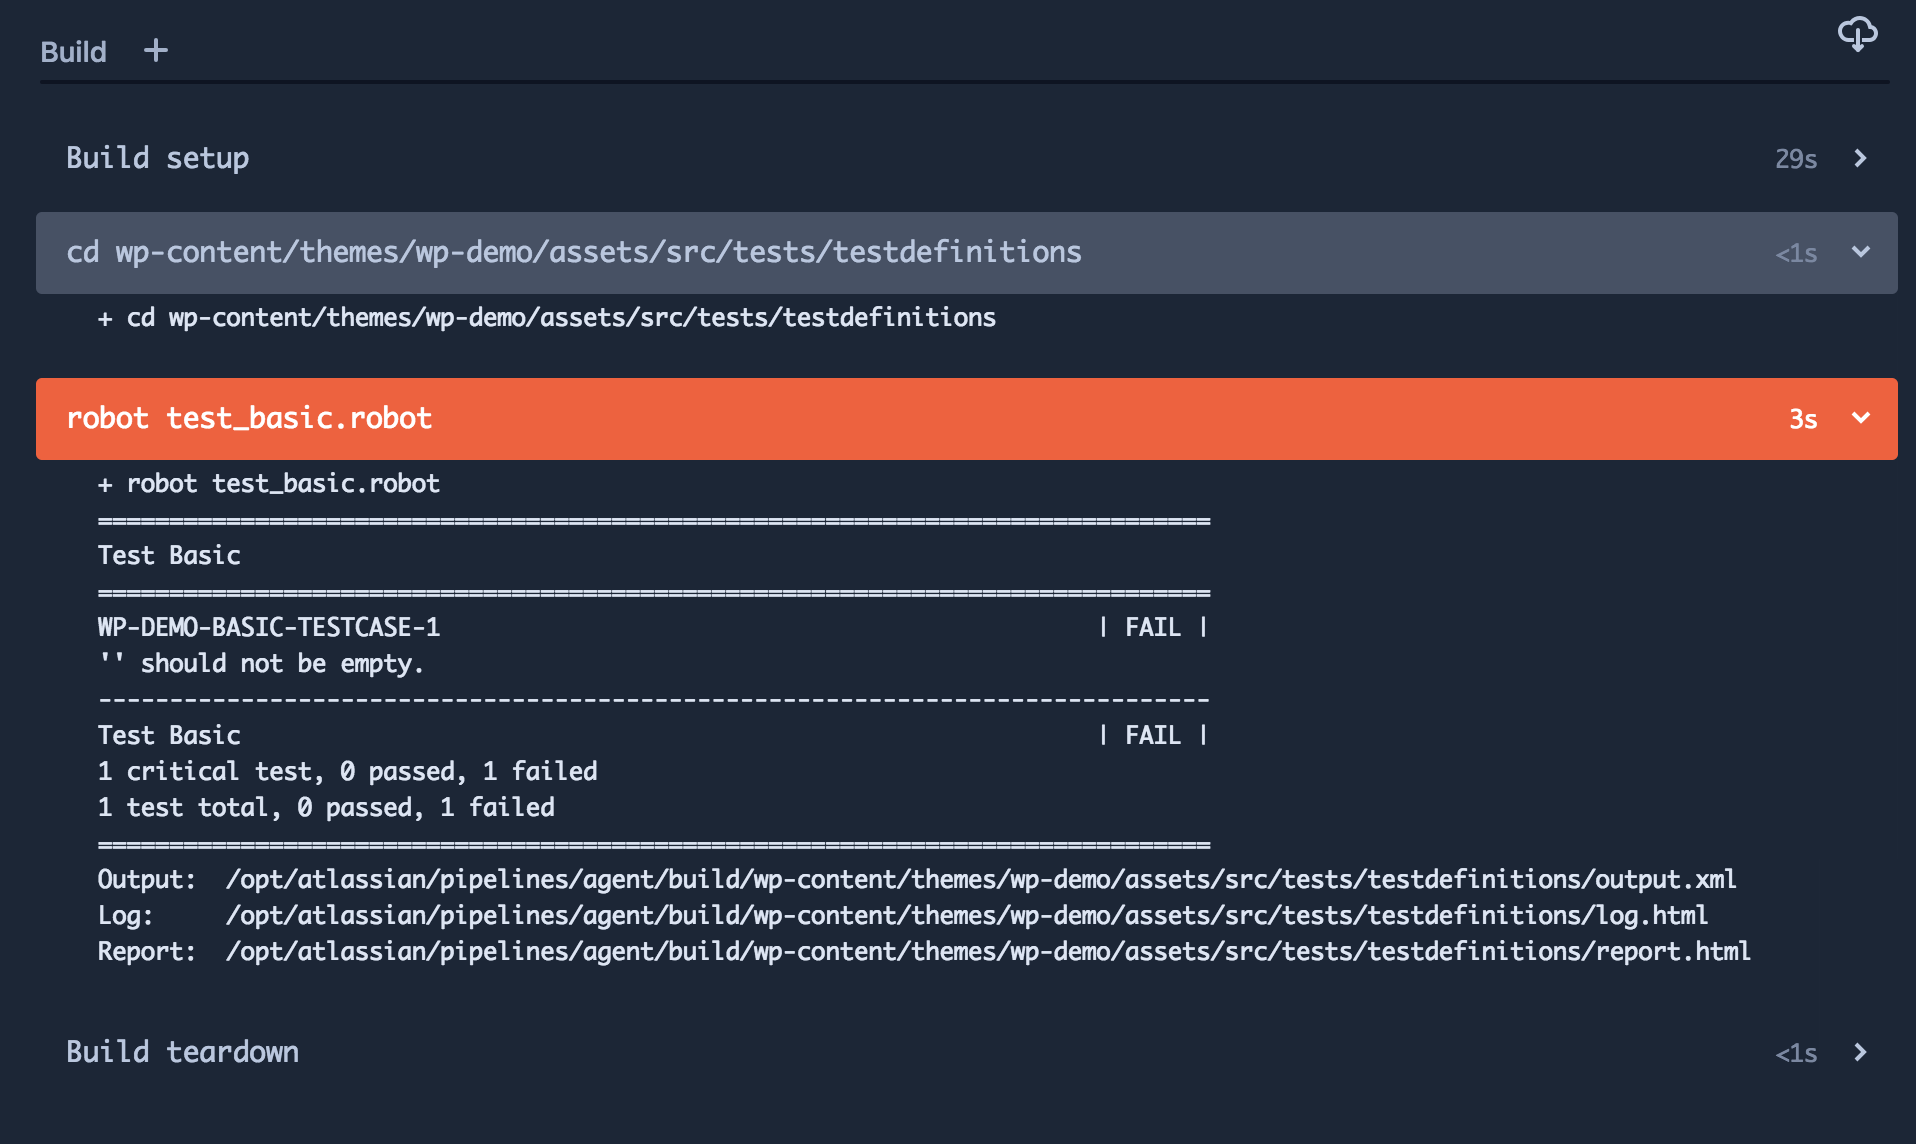 Build +
Build setup 29s
cd wp-content/themes/wp-demo/assets/src/tests/testdefinitions <1s
+ cd wp-content/themes/wp-demo/assets/src/tests/testdefinitions
robot test_basic.robot 3s
+ robot test_basic.robot
==============================================================================
Test Basic
==============================================================================
WP-DEMO-BASIC-TESTCASE-1                                              | FAIL |
'' should not be empty.
------------------------------------------------------------------------------
Test Basic                                                            | FAIL |
1 critical test, 0 passed, 1 failed
1 test total, 0 passed, 1 failed
==============================================================================
Output:  /opt/atlassian/pipelines/agent/build/wp-content/themes/wp-demo/assets/src/tests/testdefinitions/output.xml
Log:     /opt/atlassian/pipelines/agent/build/wp-content/themes/wp-demo/assets/src/tests/testdefinitions/log.html
Report:  /opt/atlassian/pipelines/agent/build/wp-content/themes/wp-demo/assets/src/tests/testdefinitions/report.html
Build teardown <1s